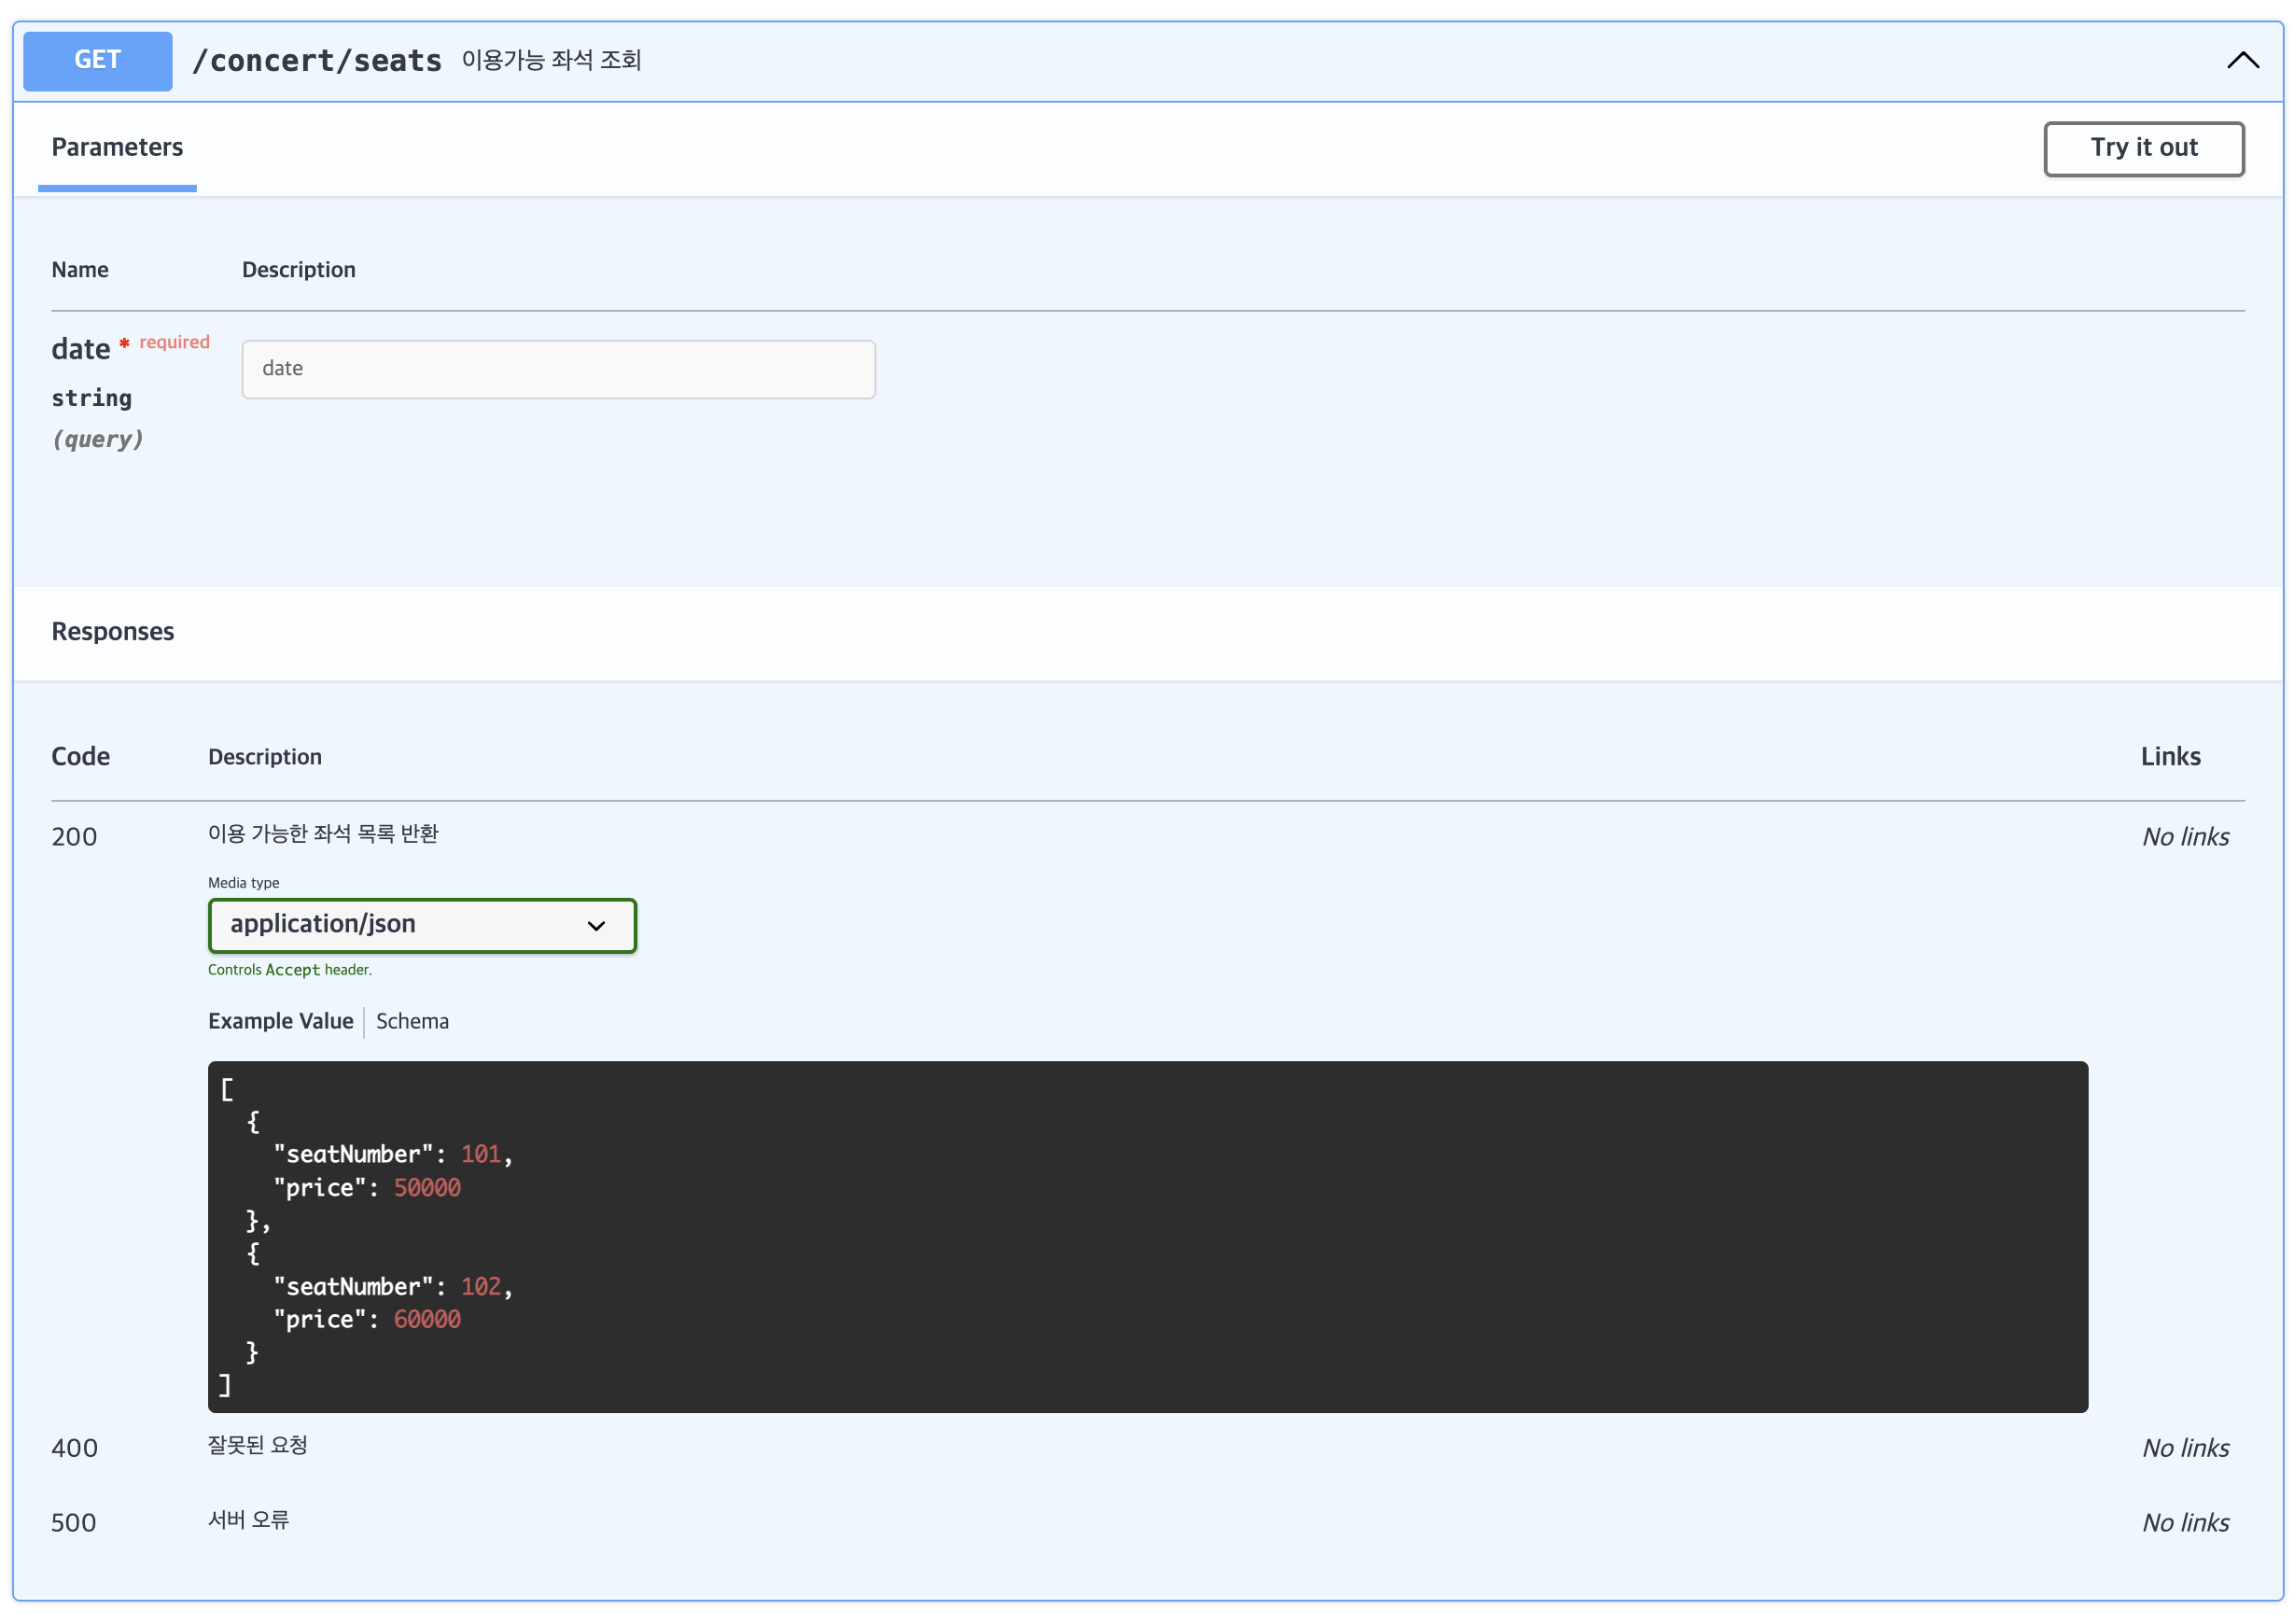 GET /concert/seats 이용가능 좌석 조회
Parameters
Try it out
Name Description
date * required
date
string
(query)
Responses
Code Description Links
200 이용 가능한 좌석 목록 반환 No links
Media type
application/json
Controls Accept header.
Example Value Schema
[
  {
    "seatNumber": 101,
    "price": 50000
  },
  {
    "seatNumber": 102,
    "price": 60000
  }
]
400 잘못된 요청 No links
500 서버 오류 No links